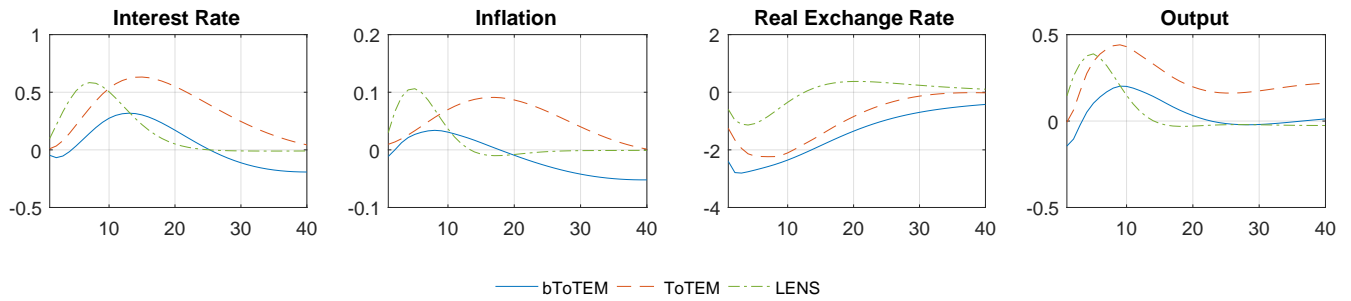 Interest Rate
1
0.5
0
-0.5
10 20 30 40
Inflation
0.2
0.1
0
-0.1
10 20 30 40
Real Exchange Rate
2
0
-2
-4
10 20 30 40
Output
0.5
0
-0.5
10 20 30 40
bToTEM ToTEM LENS